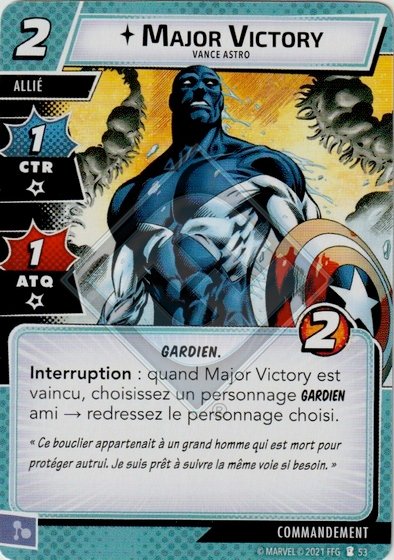 2
Major Victory
VANCE ASTRO
ALLIÉ
1
CTR
1
ATQ
2
GARDIEN.
Interruption : quand Major Victory est
vaincu, choisissez un personnage GARDIEN
ami → redressez le personnage choisi.
« Ce bouclier appartenait à un grand homme qui est mort pour
protéger autrui. Je suis prêt à suivre la même voie si besoin. »
COMMANDEMENT
© MARVEL © 2021 FFG 53